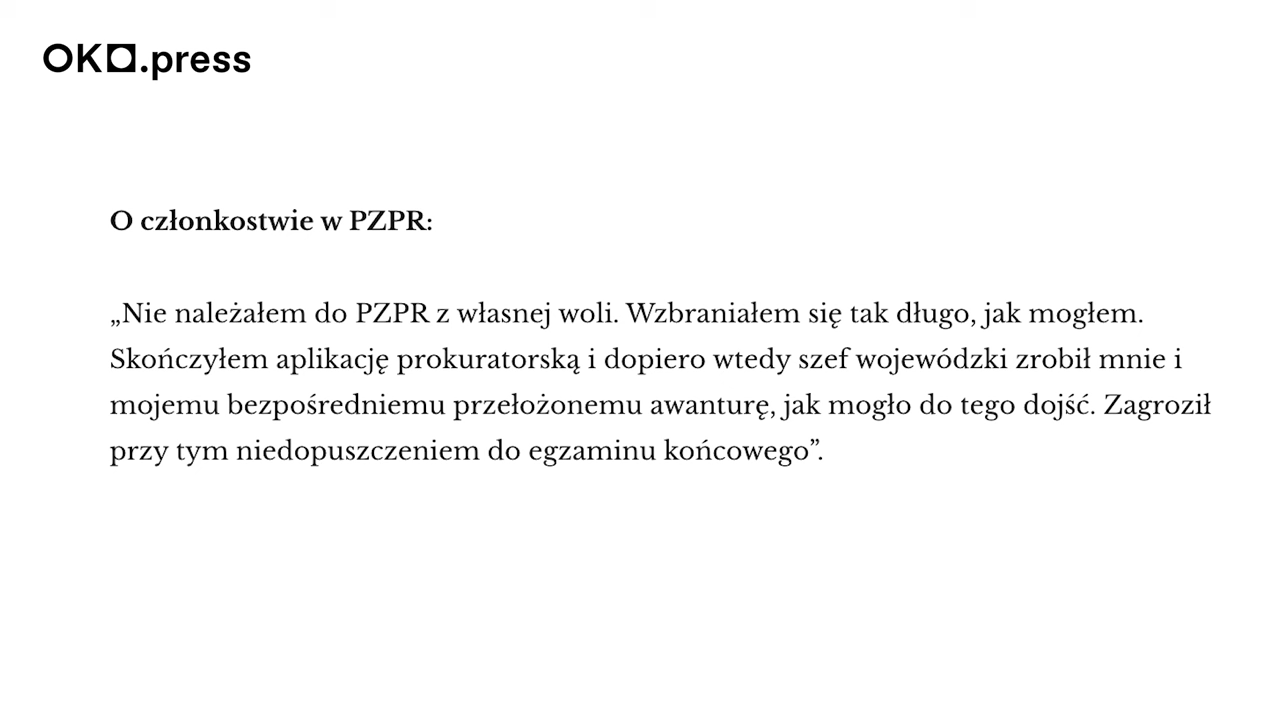 OKO.press
O członkostwie w PZPR:
„Nie należałem do PZPR z własnej woli. Wzbraniałem się tak długo, jak mogłem.
Skończyłem aplikację prokuratorską i dopiero wtedy szef wojewódzki zrobił mnie i
mojemu bezpośredniemu przełożonemu awanturę, jak mogło do tego dojść. Zagroził
przy tym niedopuszczeniem do egzaminu końcowego”.